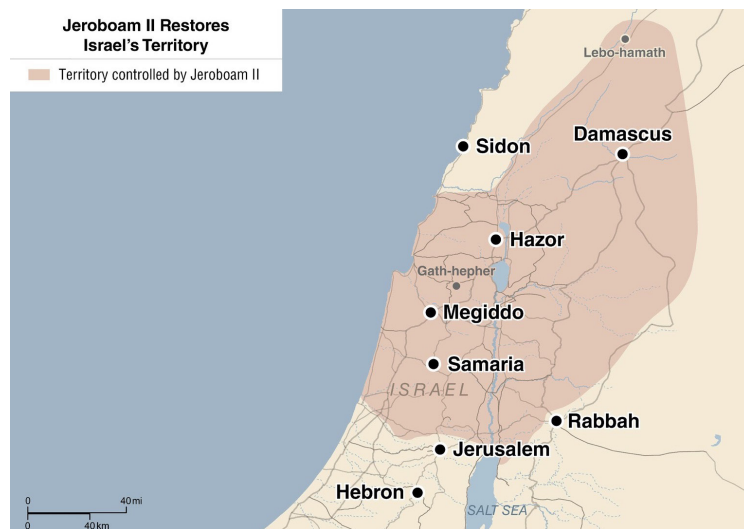 Jeroboam II Restores
Israel's Territory
Territory controlled by Jeroboam II
Lebo-hamath
Damascus
Sidon
Hazor
Gath-hepher
Megiddo
Samaria
ISRAEL
Rabbah
Jerusalem
Hebron
SALT SEA
0 40 mi
0 40 km